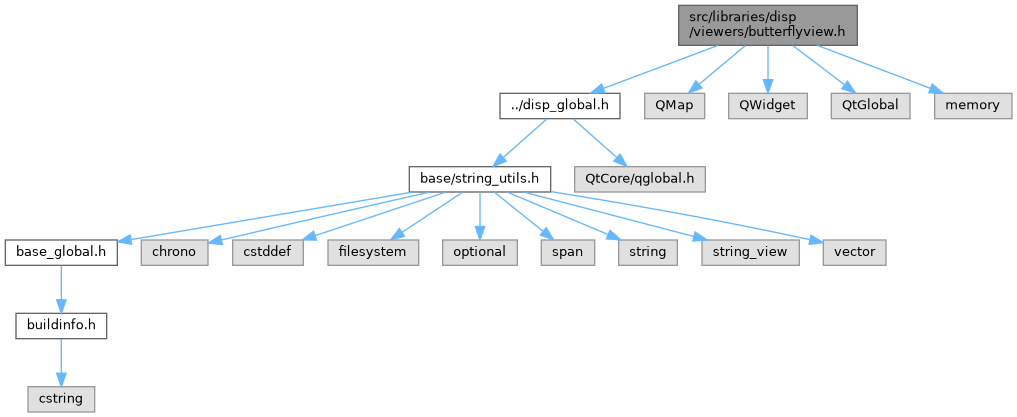 src/libraries/disp
/viewers/butterflyview.h
../disp_global.h
QMap
QWidget
QtGlobal
memory
base/string_utils.h
QtCore/qglobal.h
base_global.h
chrono
cstddef
filesystem
optional
span
string
string_view
vector
buildinfo.h
cstring